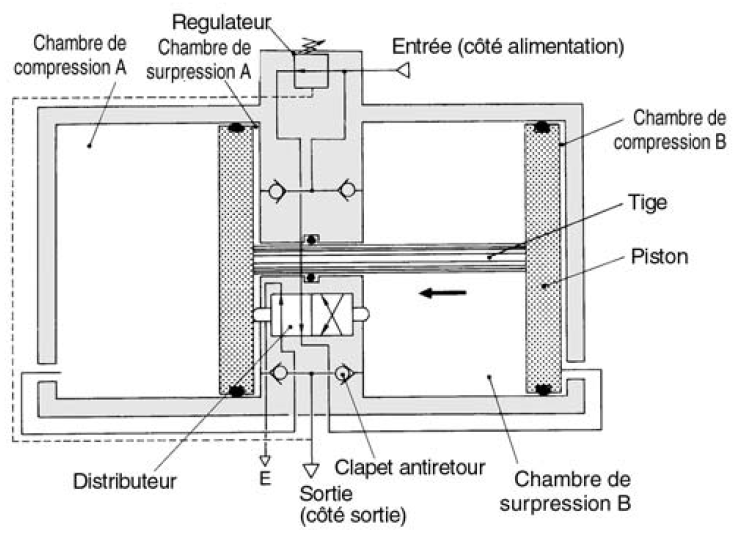 Regulateur
Chambre de
compression A
Chambre de
surpression A
Entrée (côté alimentation)
Chambre de
compression B
Tige
Piston
Distributeur
E
Sortie
(côté sortie)
Clapet antiretour
Chambre de
surpression B